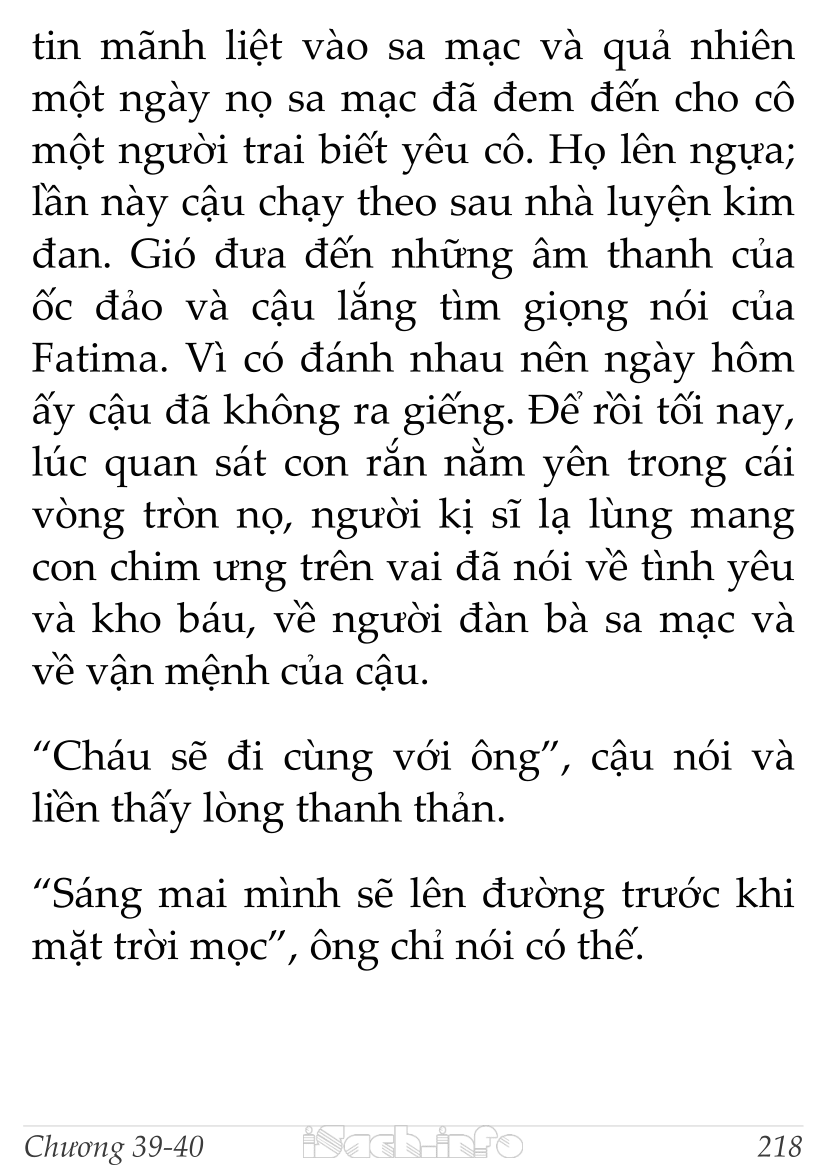 tin mãnh liệt vào sa mạc và quả nhiên
một ngày nọ sa mạc đã đem đến cho cô
một người trai biết yêu cô. Họ lên ngựa;
lần này cậu chạy theo sau nhà luyện kim
đan. Gió đưa đến những âm thanh của
ốc đảo và cậu lắng tìm giọng nói của
Fatima. Vì có đánh nhau nên ngày hôm
ấy cậu đã không ra giếng. Để rồi tối nay,
lúc quan sát con rắn nằm yên trong cái
vòng tròn nọ, người kị sĩ lạ lùng mang
con chim ưng trên vai đã nói về tình yêu
và kho báu, về người đàn bà sa mạc và
về vận mệnh của cậu.
“Cháu sẽ đi cùng với ông”, cậu nói và
liền thấy lòng thanh thản.
“Sáng mai mình sẽ lên đường trước khi
mặt trời mọc”, ông chỉ nói có thế.
Chương 39-40 iSach.info 218